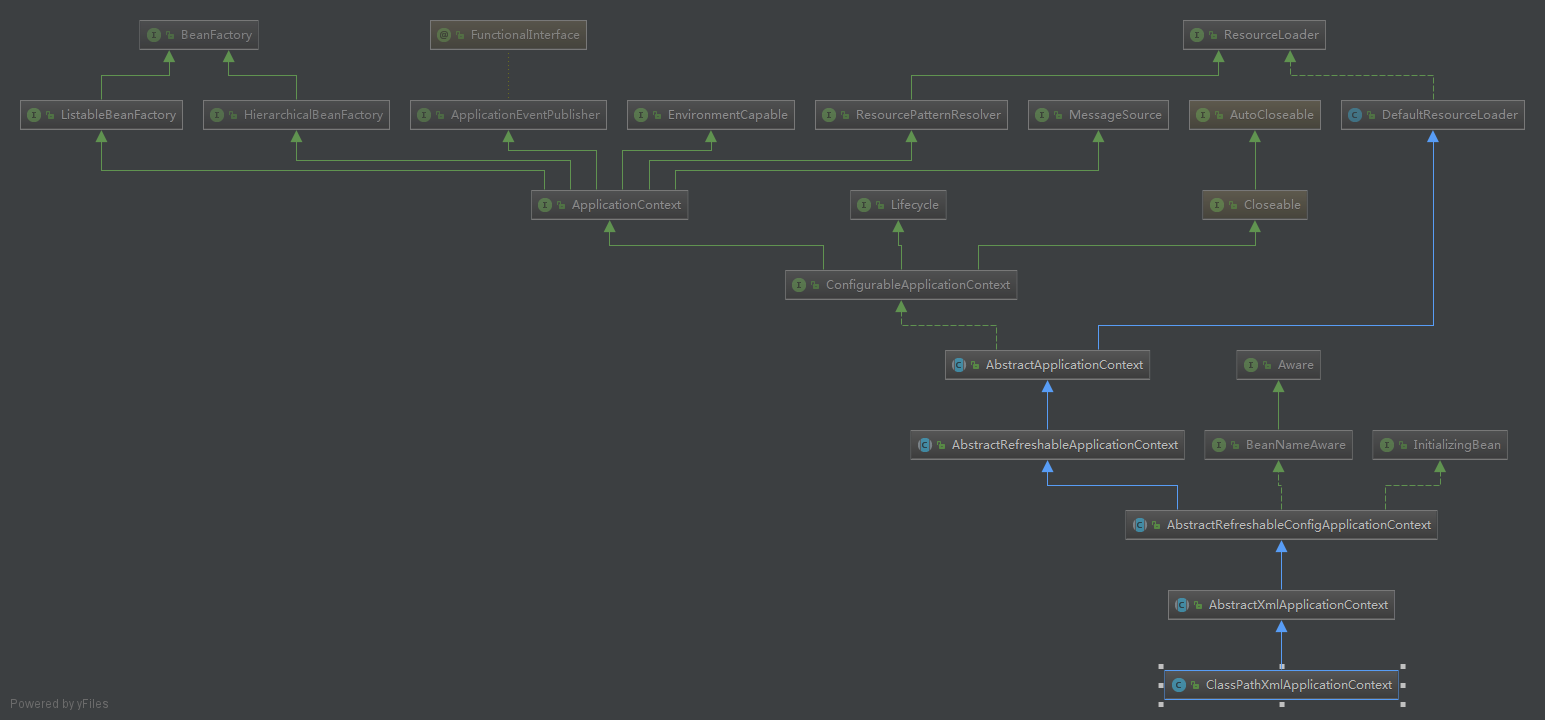 BeanFactory
FunctionalInterface
ResourceLoader
ListableBeanFactory
HierarchicalBeanFactory
ApplicationEventPublisher
EnvironmentCapable
ResourcePatternResolver
MessageSource
AutoCloseable
DefaultResourceLoader
ApplicationContext
Lifecycle
Closeable
ConfigurableApplicationContext
AbstractApplicationContext
Aware
AbstractRefreshableApplicationContext
BeanNameAware
InitializingBean
AbstractRefreshableConfigApplicationContext
AbstractXmlApplicationContext
ClassPathXmlApplicationContext
Powered by yFiles